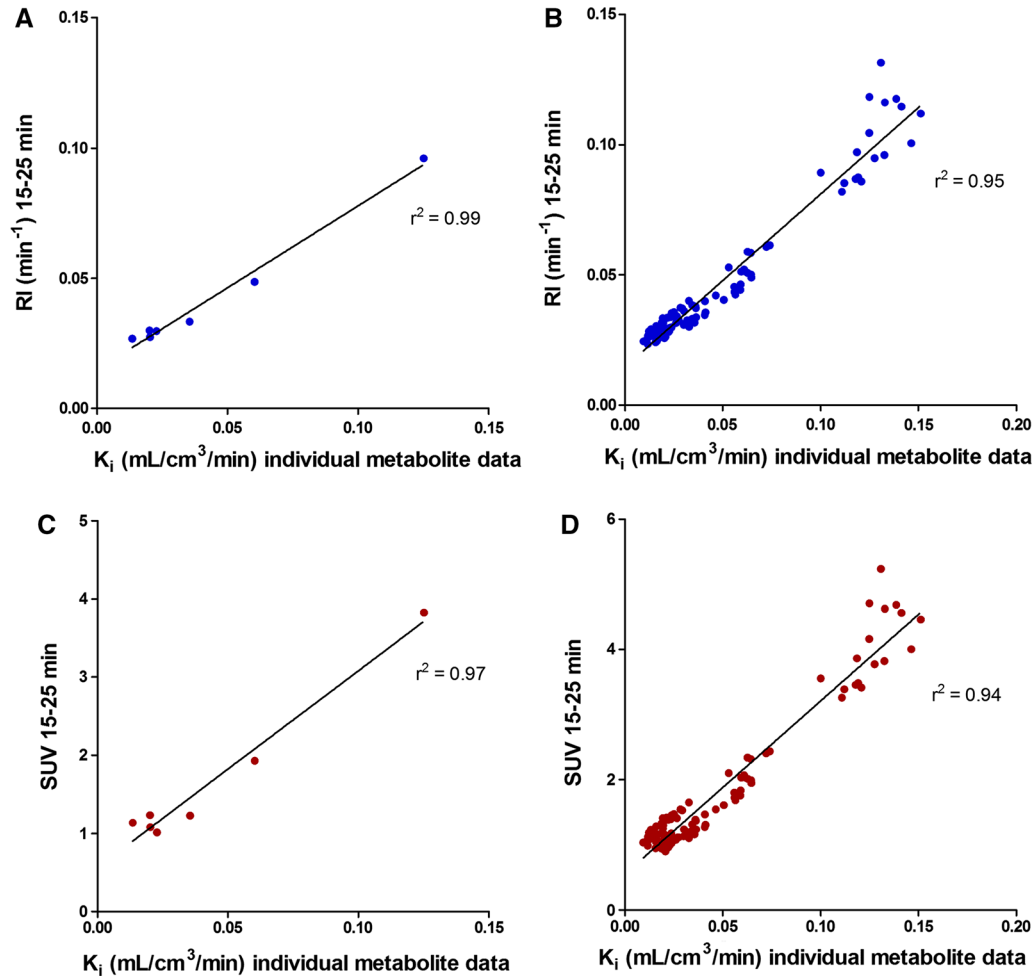 A
RI (min⁻¹) 15-25 min
0.15
0.10
0.05
0.00
r² = 0.99
0.00 0.05 0.10 0.15
Kᵢ (mL/cm³/min) individual metabolite data
B
RI (min⁻¹) 15-25 min
0.15
0.10
0.05
0.00
r² = 0.95
0.00 0.05 0.10 0.15 0.20
Kᵢ (mL/cm³/min) individual metabolite data
C
SUV 15-25 min
5
4
3
2
1
0
r² = 0.97
0.00 0.05 0.10 0.15
Kᵢ (mL/cm³/min) individual metabolite data
D
SUV 15-25 min
6
4
2
0
r² = 0.94
0.00 0.05 0.10 0.15 0.20
Kᵢ (mL/cm³/min) individual metabolite data